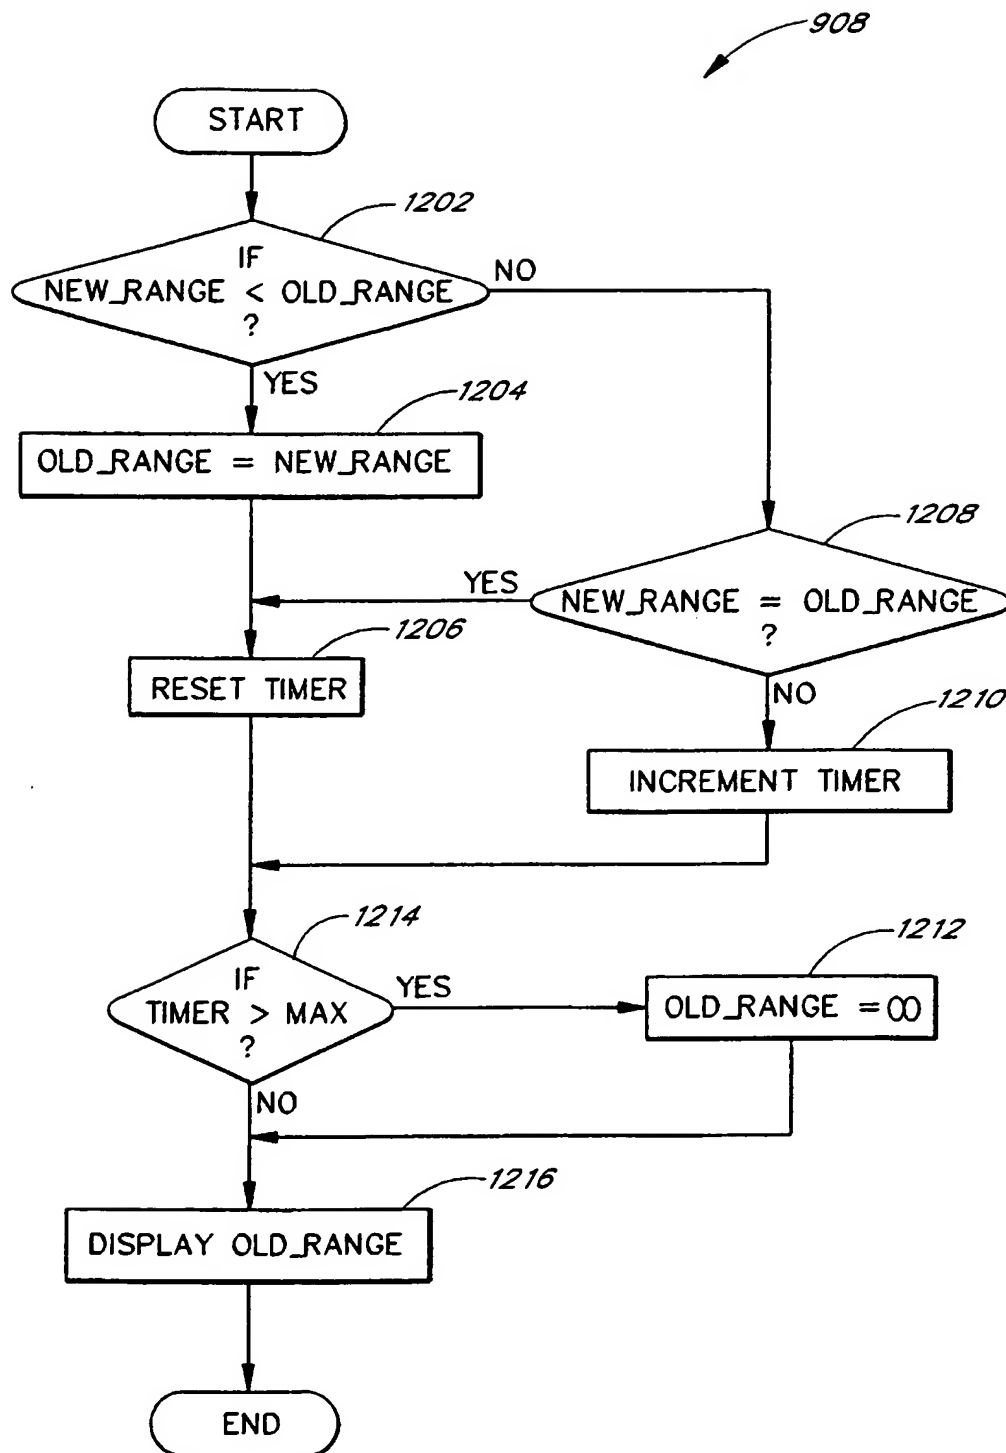 908
START
1202
IF
NEW_RANGE < OLD_RANGE
?
NO
YES
1204
OLD_RANGE = NEW_RANGE
1208
YES
NEW_RANGE = OLD_RANGE
?
1206
RESET TIMER
NO
1210
INCREMENT TIMER
1214
IF
TIMER > MAX
?
YES
1212
OLD_RANGE = ∞
NO
1216
DISPLAY OLD_RANGE
END